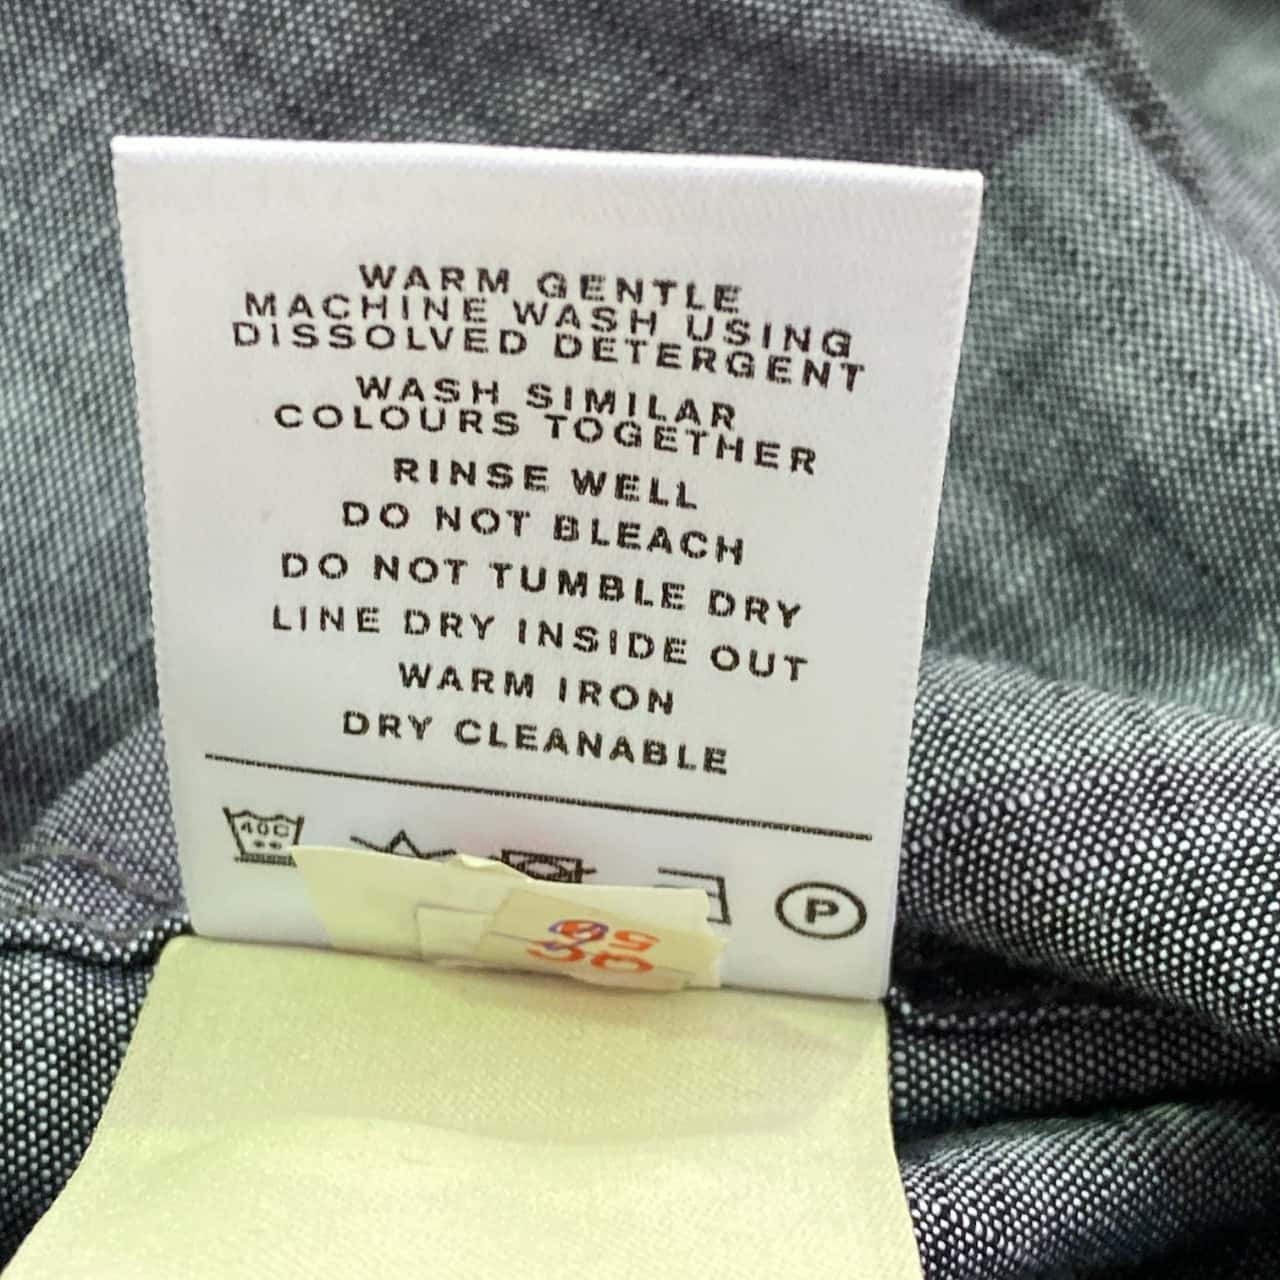 WARM GENTLE
MACHINE WASH USING
DISSOLVED DETERGENT
WASH SIMILAR
COLOURS TOGETHER
RINSE WELL
DO NOT BLEACH
DO NOT TUMBLE DRY
LINE DRY INSIDE OUT
WARM IRON
DRY CLEANABLE
40C
P